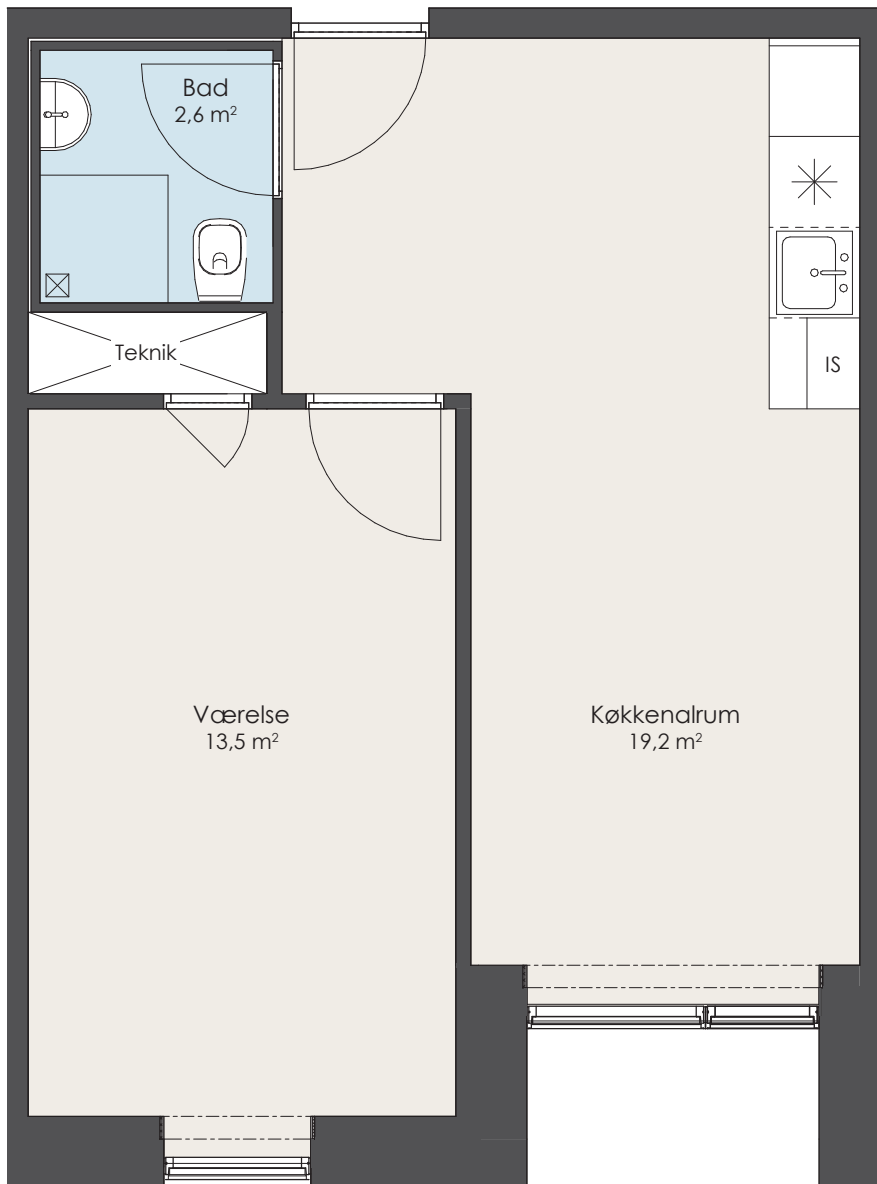 Bad
2,6 m²
Teknik
IS
Værelse
13,5 m²
Køkkenalrum
19,2 m²